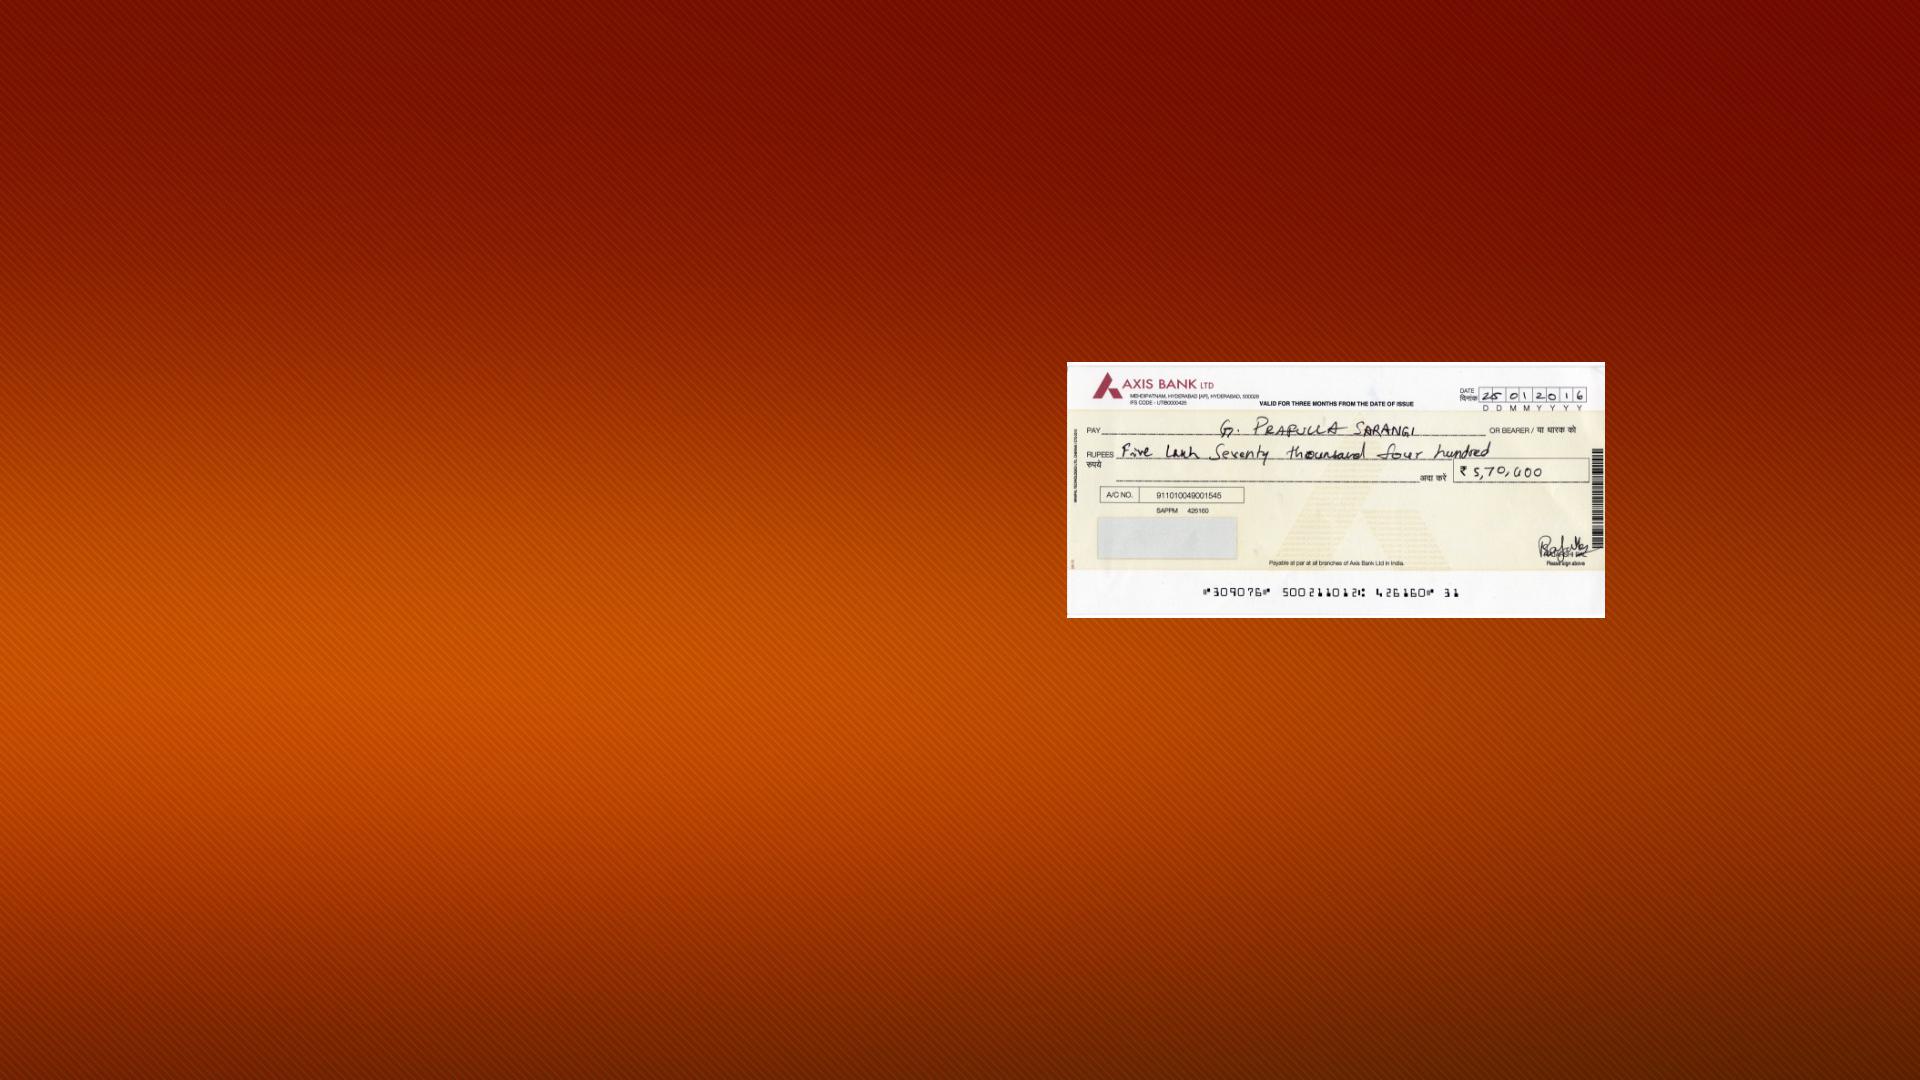 AXIS BANK LTD
MEHDIPATNAM, HYDERABAD [AP], HYDERABAD, 500028
IFS CODE - UTIB0000426
VALID FOR THREE MONTHS FROM THE DATE OF ISSUE
DATE दिनांक 25 01 2016
D D M M Y Y Y Y
PAY G. PRAFULLA SARANGI OR BEARER / या धारक को
RUPEES रुपये Five Lakh Seventy thousand four hundred
अदा करें ₹ 5,70,400
A/C NO. 911010049001545
SAPPM 426160
Payable at par at all branches of Axis Bank Ltd in India.
Please sign above
"309076" 500211012: 426160" 31